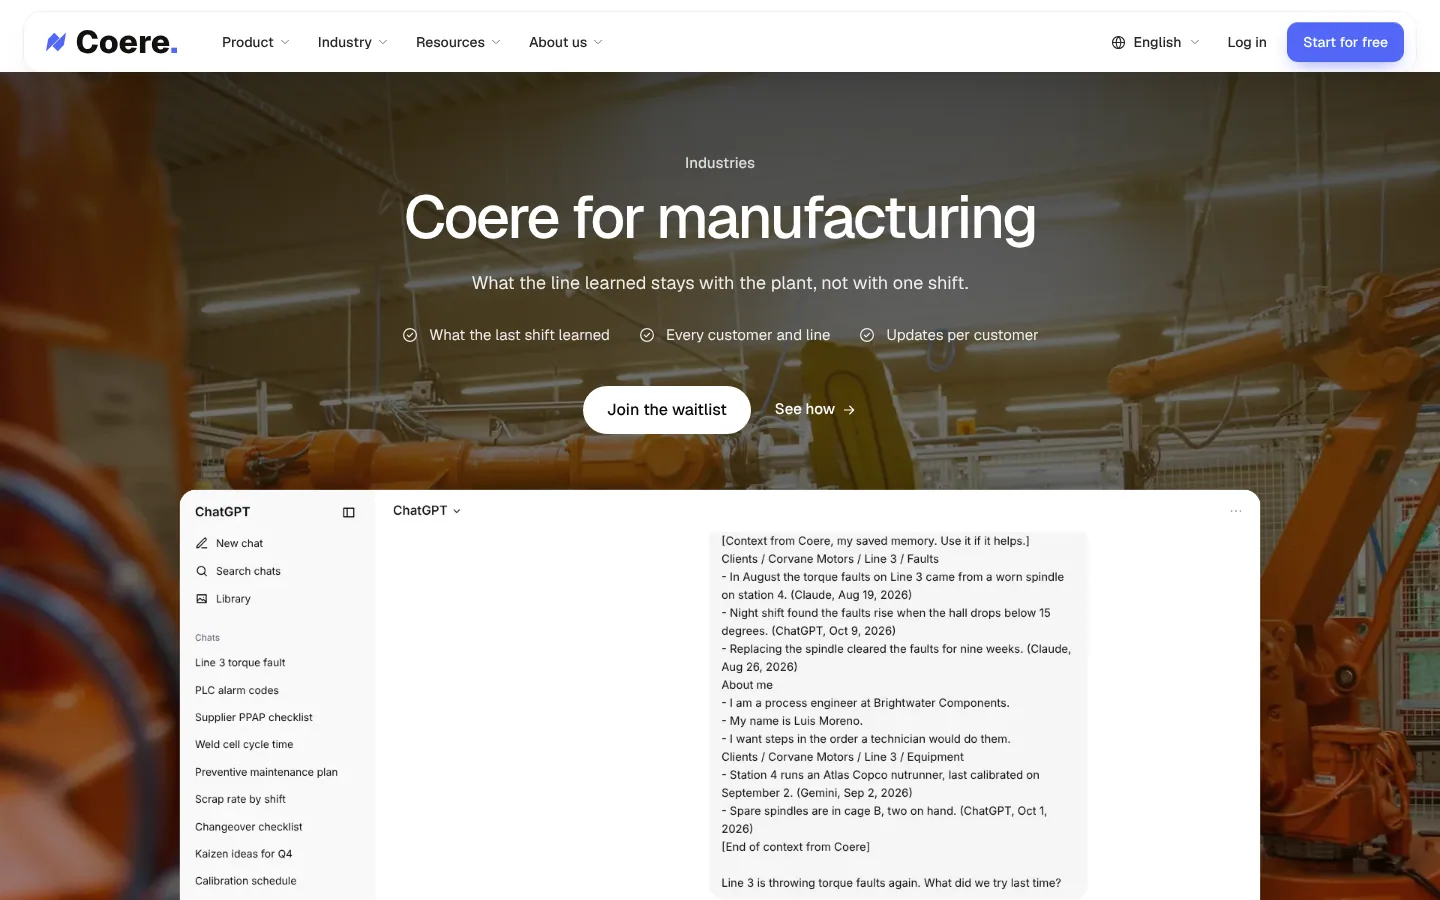 Coere.
Product
Industry
Resources
About us
English
Log in
Start for free
Industries
Coere for manufacturing
What the line learned stays with the plant, not with one shift.
What the last shift learned
Every customer and line
Updates per customer
Join the waitlist
See how
ChatGPT
New chat
Search chats
Library
Chats
Line 3 torque fault
PLC alarm codes
Supplier PPAP checklist
Weld cell cycle time
Preventive maintenance plan
Scrap rate by shift
Changeover checklist
Kaizen ideas for Q4
Calibration schedule
ChatGPT
[Context from Coere, my saved memory. Use it if it helps.]
Clients / Corvane Motors / Line 3 / Faults
- In August the torque faults on Line 3 came from a worn spindle
on station 4. (Claude, Aug 19, 2026)
- Night shift found the faults rise when the hall drops below 15
degrees. (ChatGPT, Oct 9, 2026)
- Replacing the spindle cleared the faults for nine weeks. (Claude,
Aug 26, 2026)
About me
- I am a process engineer at Brightwater Components.
- My name is Luis Moreno.
- I want steps in the order a technician would do them.
Clients / Corvane Motors / Line 3 / Equipment
- Station 4 runs an Atlas Copco nutrunner, last calibrated on
September 2. (Gemini, Sep 2, 2026)
- Spare spindles are in cage B, two on hand. (ChatGPT, Oct 1,
2026)
[End of context from Coere]
Line 3 is throwing torque faults again. What did we try last time?